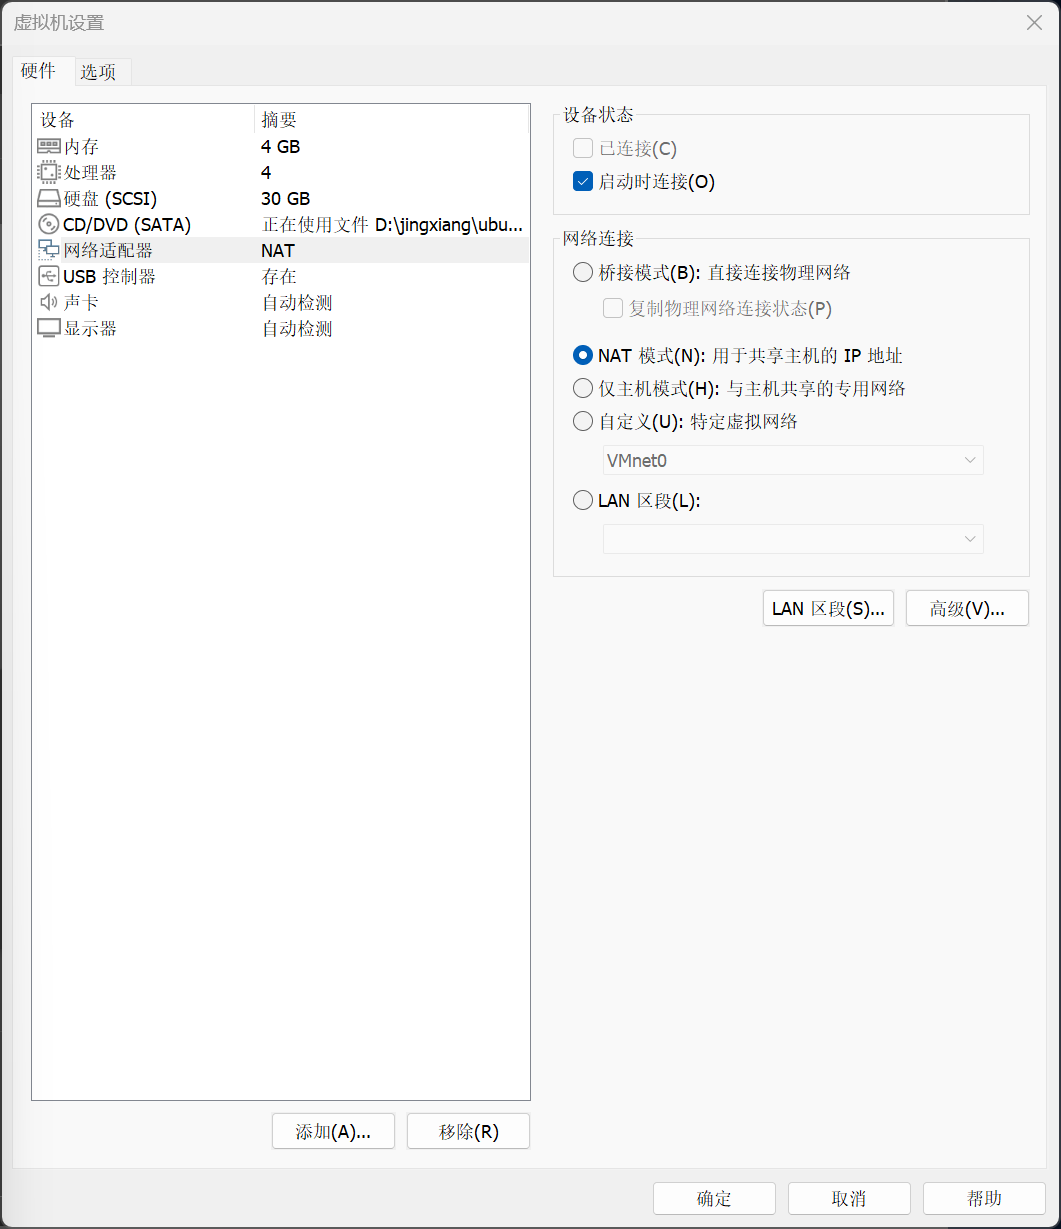 虚拟机设置
硬件 选项
设备 摘要
内存 4 GB
处理器 4
硬盘 (SCSI) 30 GB
CD/DVD (SATA) 正在使用文件 D:\jingxiang\ubu...
网络适配器 NAT
USB 控制器 存在
声卡 自动检测
显示器 自动检测
添加(A)... 移除(R)
设备状态
已连接(C)
启动时连接(O)
网络连接
桥接模式(B): 直接连接物理网络
复制物理网络连接状态(P)
NAT 模式(N): 用于共享主机的 IP 地址
仅主机模式(H): 与主机共享的专用网络
自定义(U): 特定虚拟网络
VMnet0
LAN 区段(L):
LAN 区段(S)... 高级(V)...
确定 取消 帮助